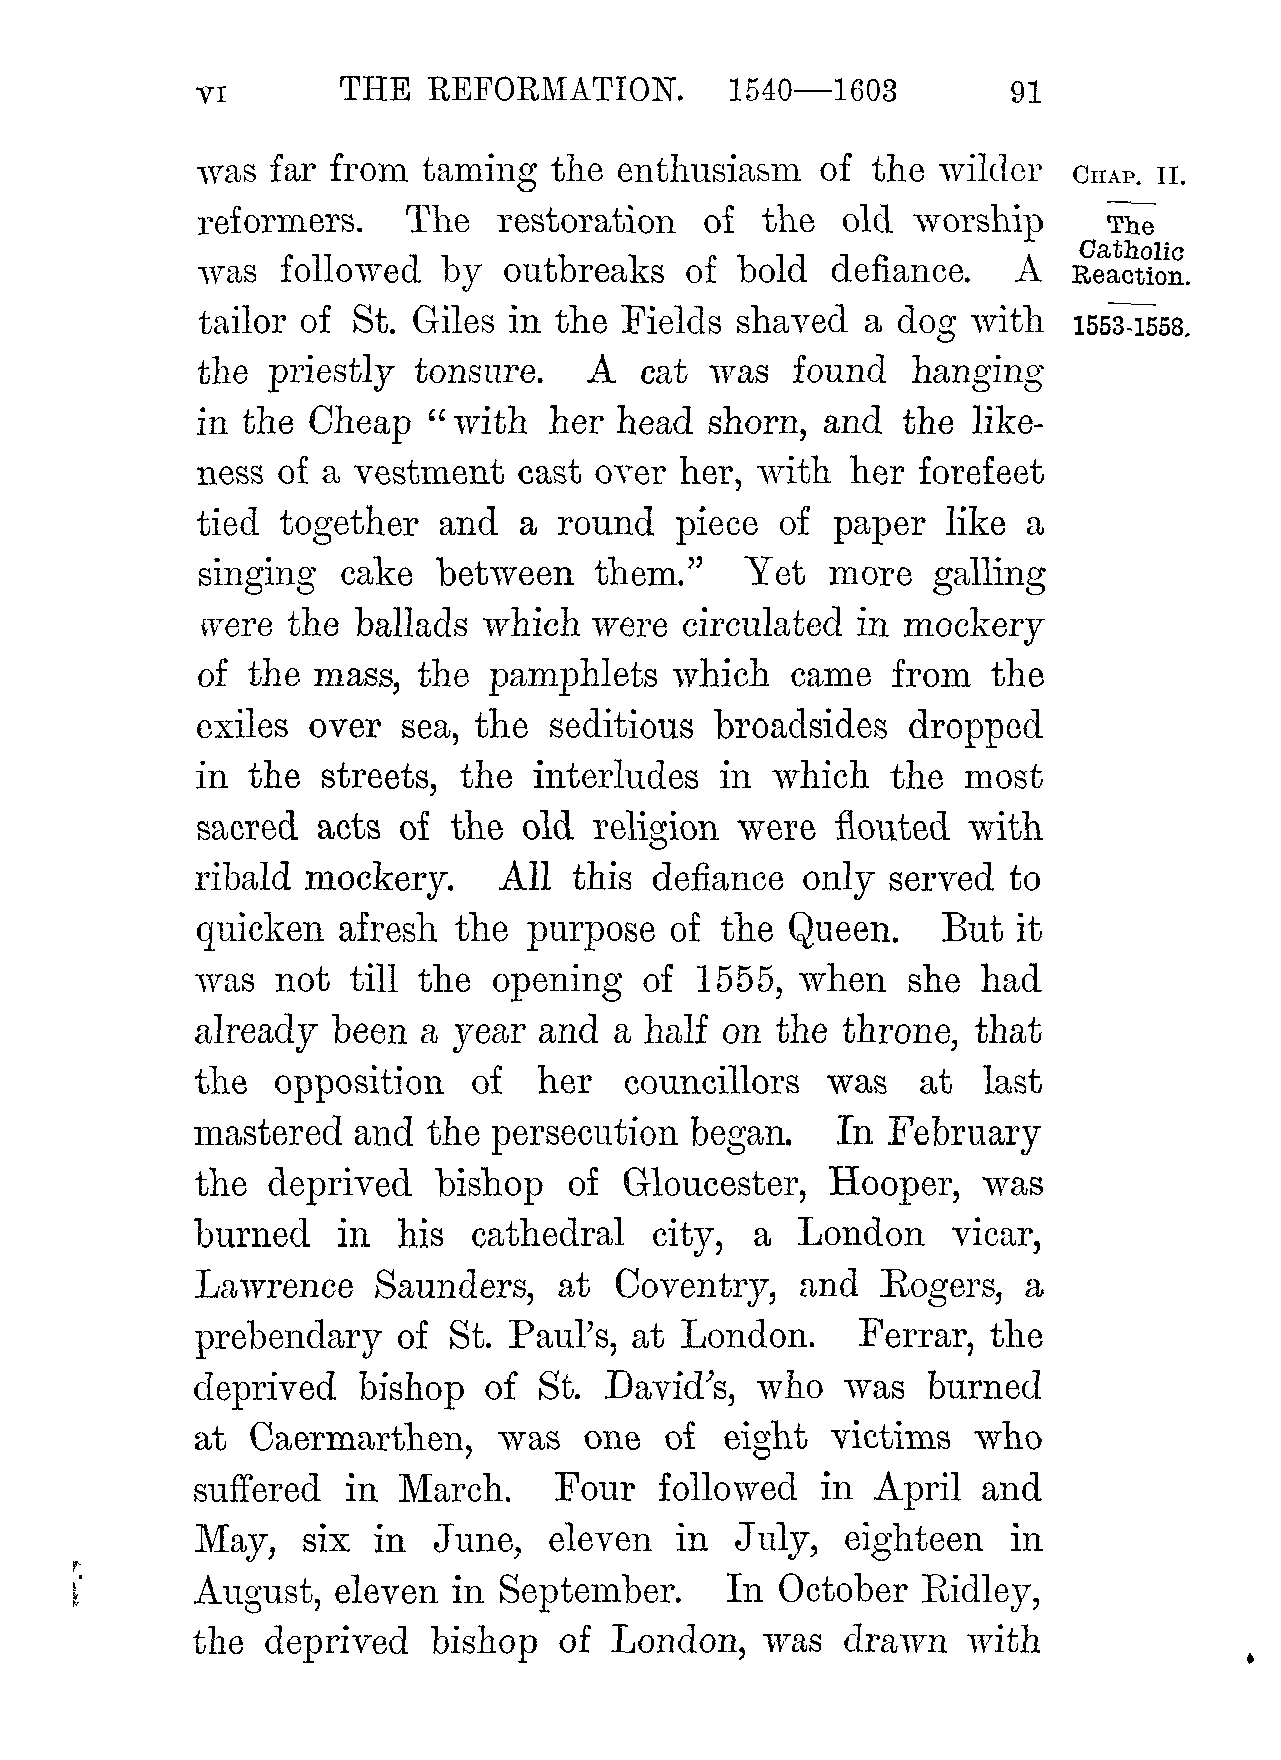 VI THE REFORMATION. 1540—1603 91
was far from taming the enthusiasm of the wilder
reformers. The restoration of the old worship
was followed by outbreaks of bold defiance. A
tailor of St. Giles in the Fields shaved a dog with
the priestly tonsure. A cat was found hanging
in the Cheap “with her head shorn, and the like-
ness of a vestment cast over her, with her forefeet
tied together and a round piece of paper like a
singing cake between them.” Yet more galling
were the ballads which were circulated in mockery
of the mass, the pamphlets which came from the
exiles over sea, the seditious broadsides dropped
in the streets, the interludes in which the most
sacred acts of the old religion were flouted with
ribald mockery. All this defiance only served to
quicken afresh the purpose of the Queen. But it
was not till the opening of 1555, when she had
already been a year and a half on the throne, that
the opposition of her councillors was at last
mastered and the persecution began. In February
the deprived bishop of Gloucester, Hooper, was
burned in his cathedral city, a London vicar,
Lawrence Saunders, at Coventry, and Rogers, a
prebendary of St. Paul’s, at London. Ferrar, the
deprived bishop of St. David’s, who was burned
at Caermarthen, was one of eight victims who
suffered in March. Four followed in April and
May, six in June, eleven in July, eighteen in
August, eleven in September. In October Ridley,
the deprived bishop of London, was drawn with
CHAP. II.
The
Catholic
Reaction.
1553-1558.